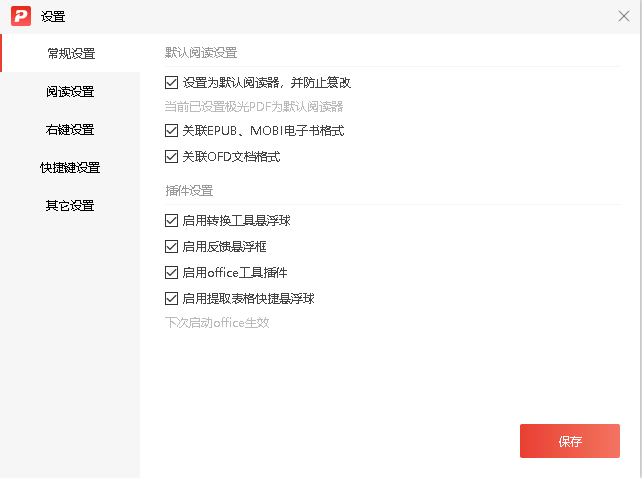 设置
常规设置
阅读设置
右键设置
快捷键设置
其它设置
默认阅读设置
设置为默认阅读器，并防止篡改
当前已设置极光PDF为默认阅读器
关联EPUB、MOBI电子书格式
关联OFD文档格式
插件设置
启用转换工具悬浮球
启用反馈悬浮框
启用office工具插件
启用提取表格快捷悬浮球
下次启动office生效
保存